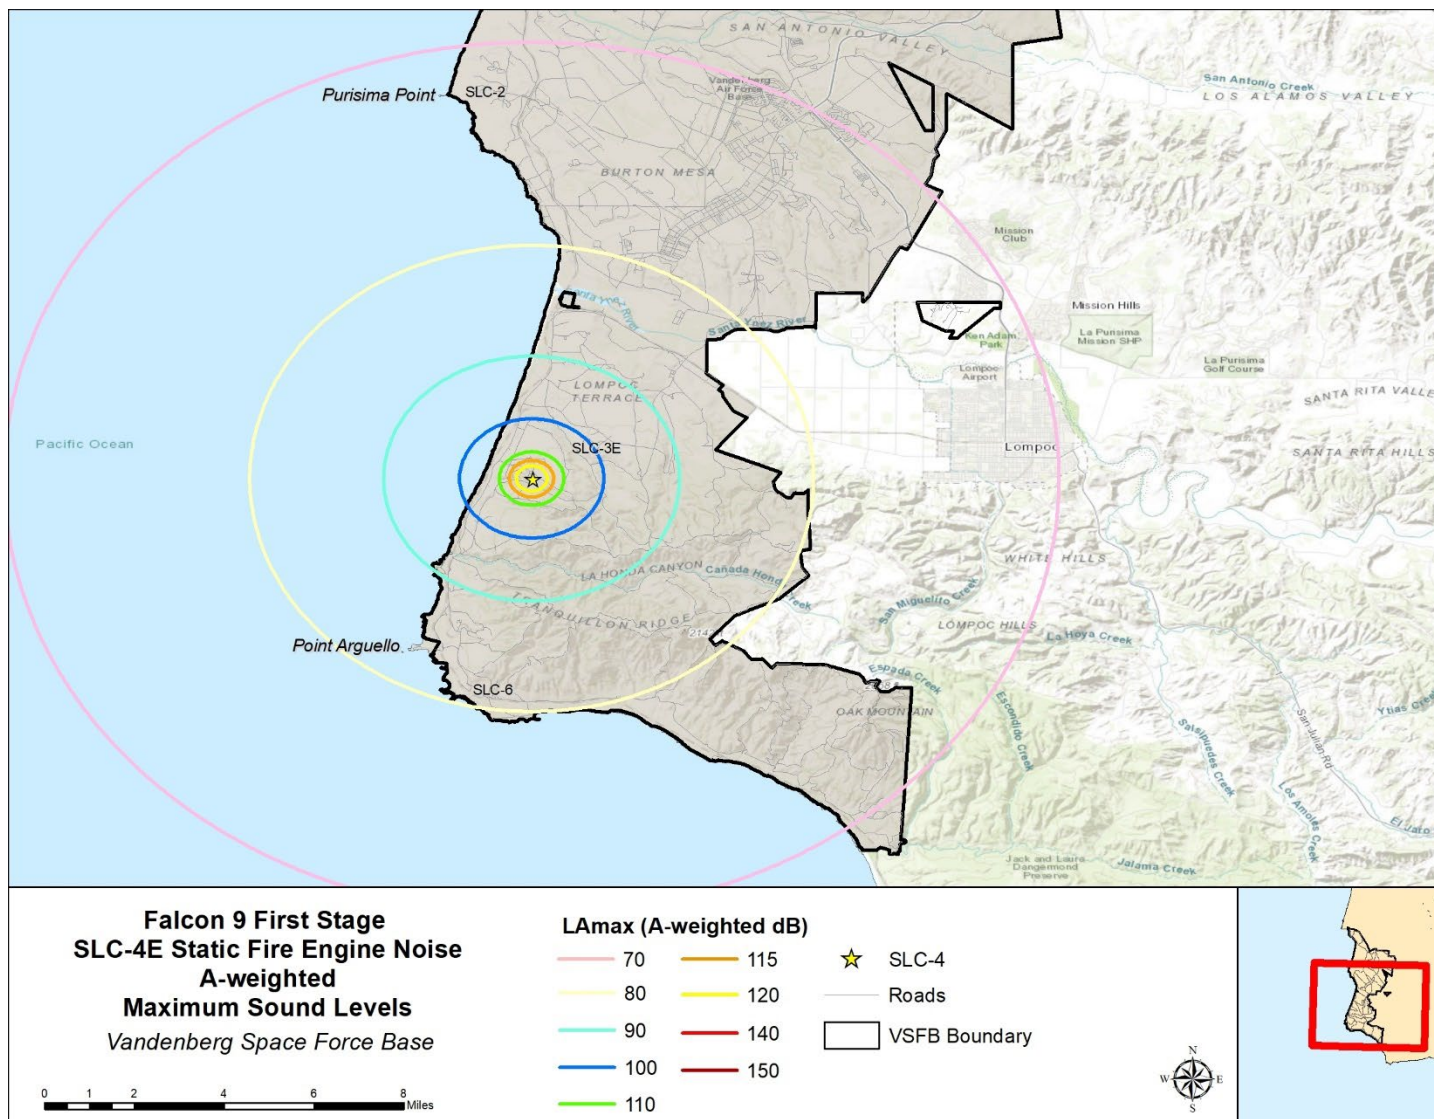 SAN ANTONIO VALLEY
Vandenberg
Air Force
Base
San Antonio
Creek
LOS ALAMOS VALLEY
Purisima Point
SLC-2
BURTON MESA
Mission
Club
Santa Ynez River
Santa Ynez River
Mission Hills
Ken Adam
Park
La Purisima
Mission SHP
La Purisima
Golf Course
Lompoc
Airport
LOMPOC
TERRACE
SANTA RITA VALLE
Pacific Ocean
SLC-3E
Lompoc
SANTA RITA HILLS
WHITE HILLS
LA HONDA CANYON
Cañada Honda Creek
San Miguelito Creek
TRANQUILLON RIDGE
LOMPOC HILLS
La Hoya Creek
Point Arguello
Espada Creek
SLC-6
OAK MOUNTAIN
Escondido Creek
Salsipuedes Creek
San Julian Rd
Ytias Cree
Los Amoles Creek
El Jaro
Jack and Laura
Dangermond
Preserve
Jalama Creek
Falcon 9 First Stage
SLC-4E Static Fire Engine Noise
A-weighted
Maximum Sound Levels
Vandenberg Space Force Base
0 1 2 4 6 8
Miles
LAmax (A-weighted dB)
70
80
90
100
110
115
120
140
150
SLC-4
Roads
VSFB Boundary
N
W E
S